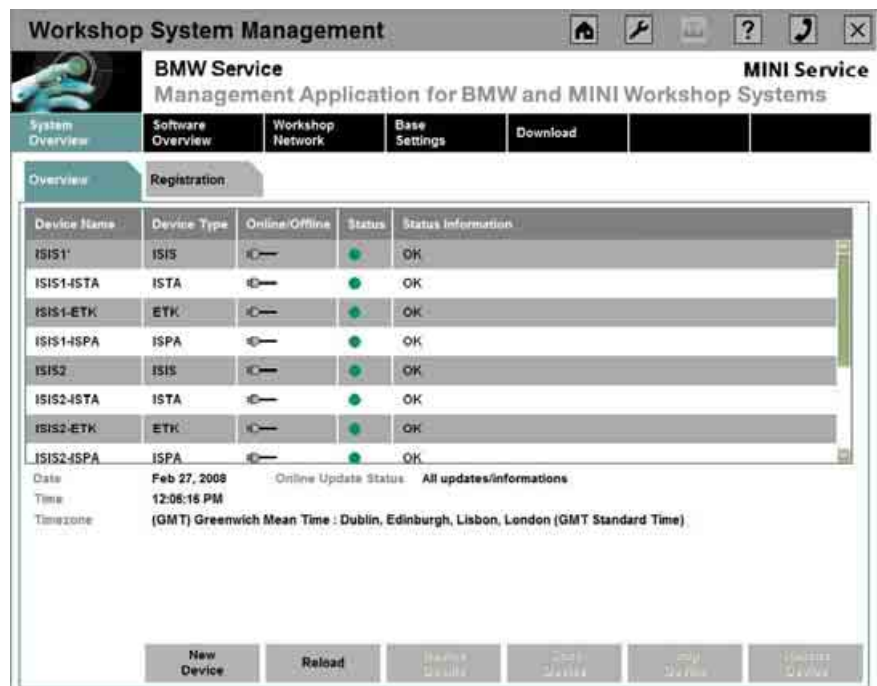 Workshop System Management
?
BMW Service
MINI Service
Management Application for BMW and MINI Workshop Systems
System Overview
Software Overview
Workshop Network
Base Settings
Download
Overview
Registration
Device Name Device Type Online/Offline Status Status Information
ISIS1' ISIS OK
ISIS1-ISTA ISTA OK
ISIS1-ETK ETK OK
ISIS1-ISPA ISPA OK
ISIS2 ISIS OK
ISIS2-ISTA ISTA OK
ISIS2-ETK ETK OK
ISIS2-ISPA ISPA OK
Date Feb 27, 2008 Online Update Status All updates/informations
Time 12:06:16 PM
Timezone (GMT) Greenwich Mean Time : Dublin, Edinburgh, Lisbon, London (GMT Standard Time)
New Device
Reload
Device
Device
Device